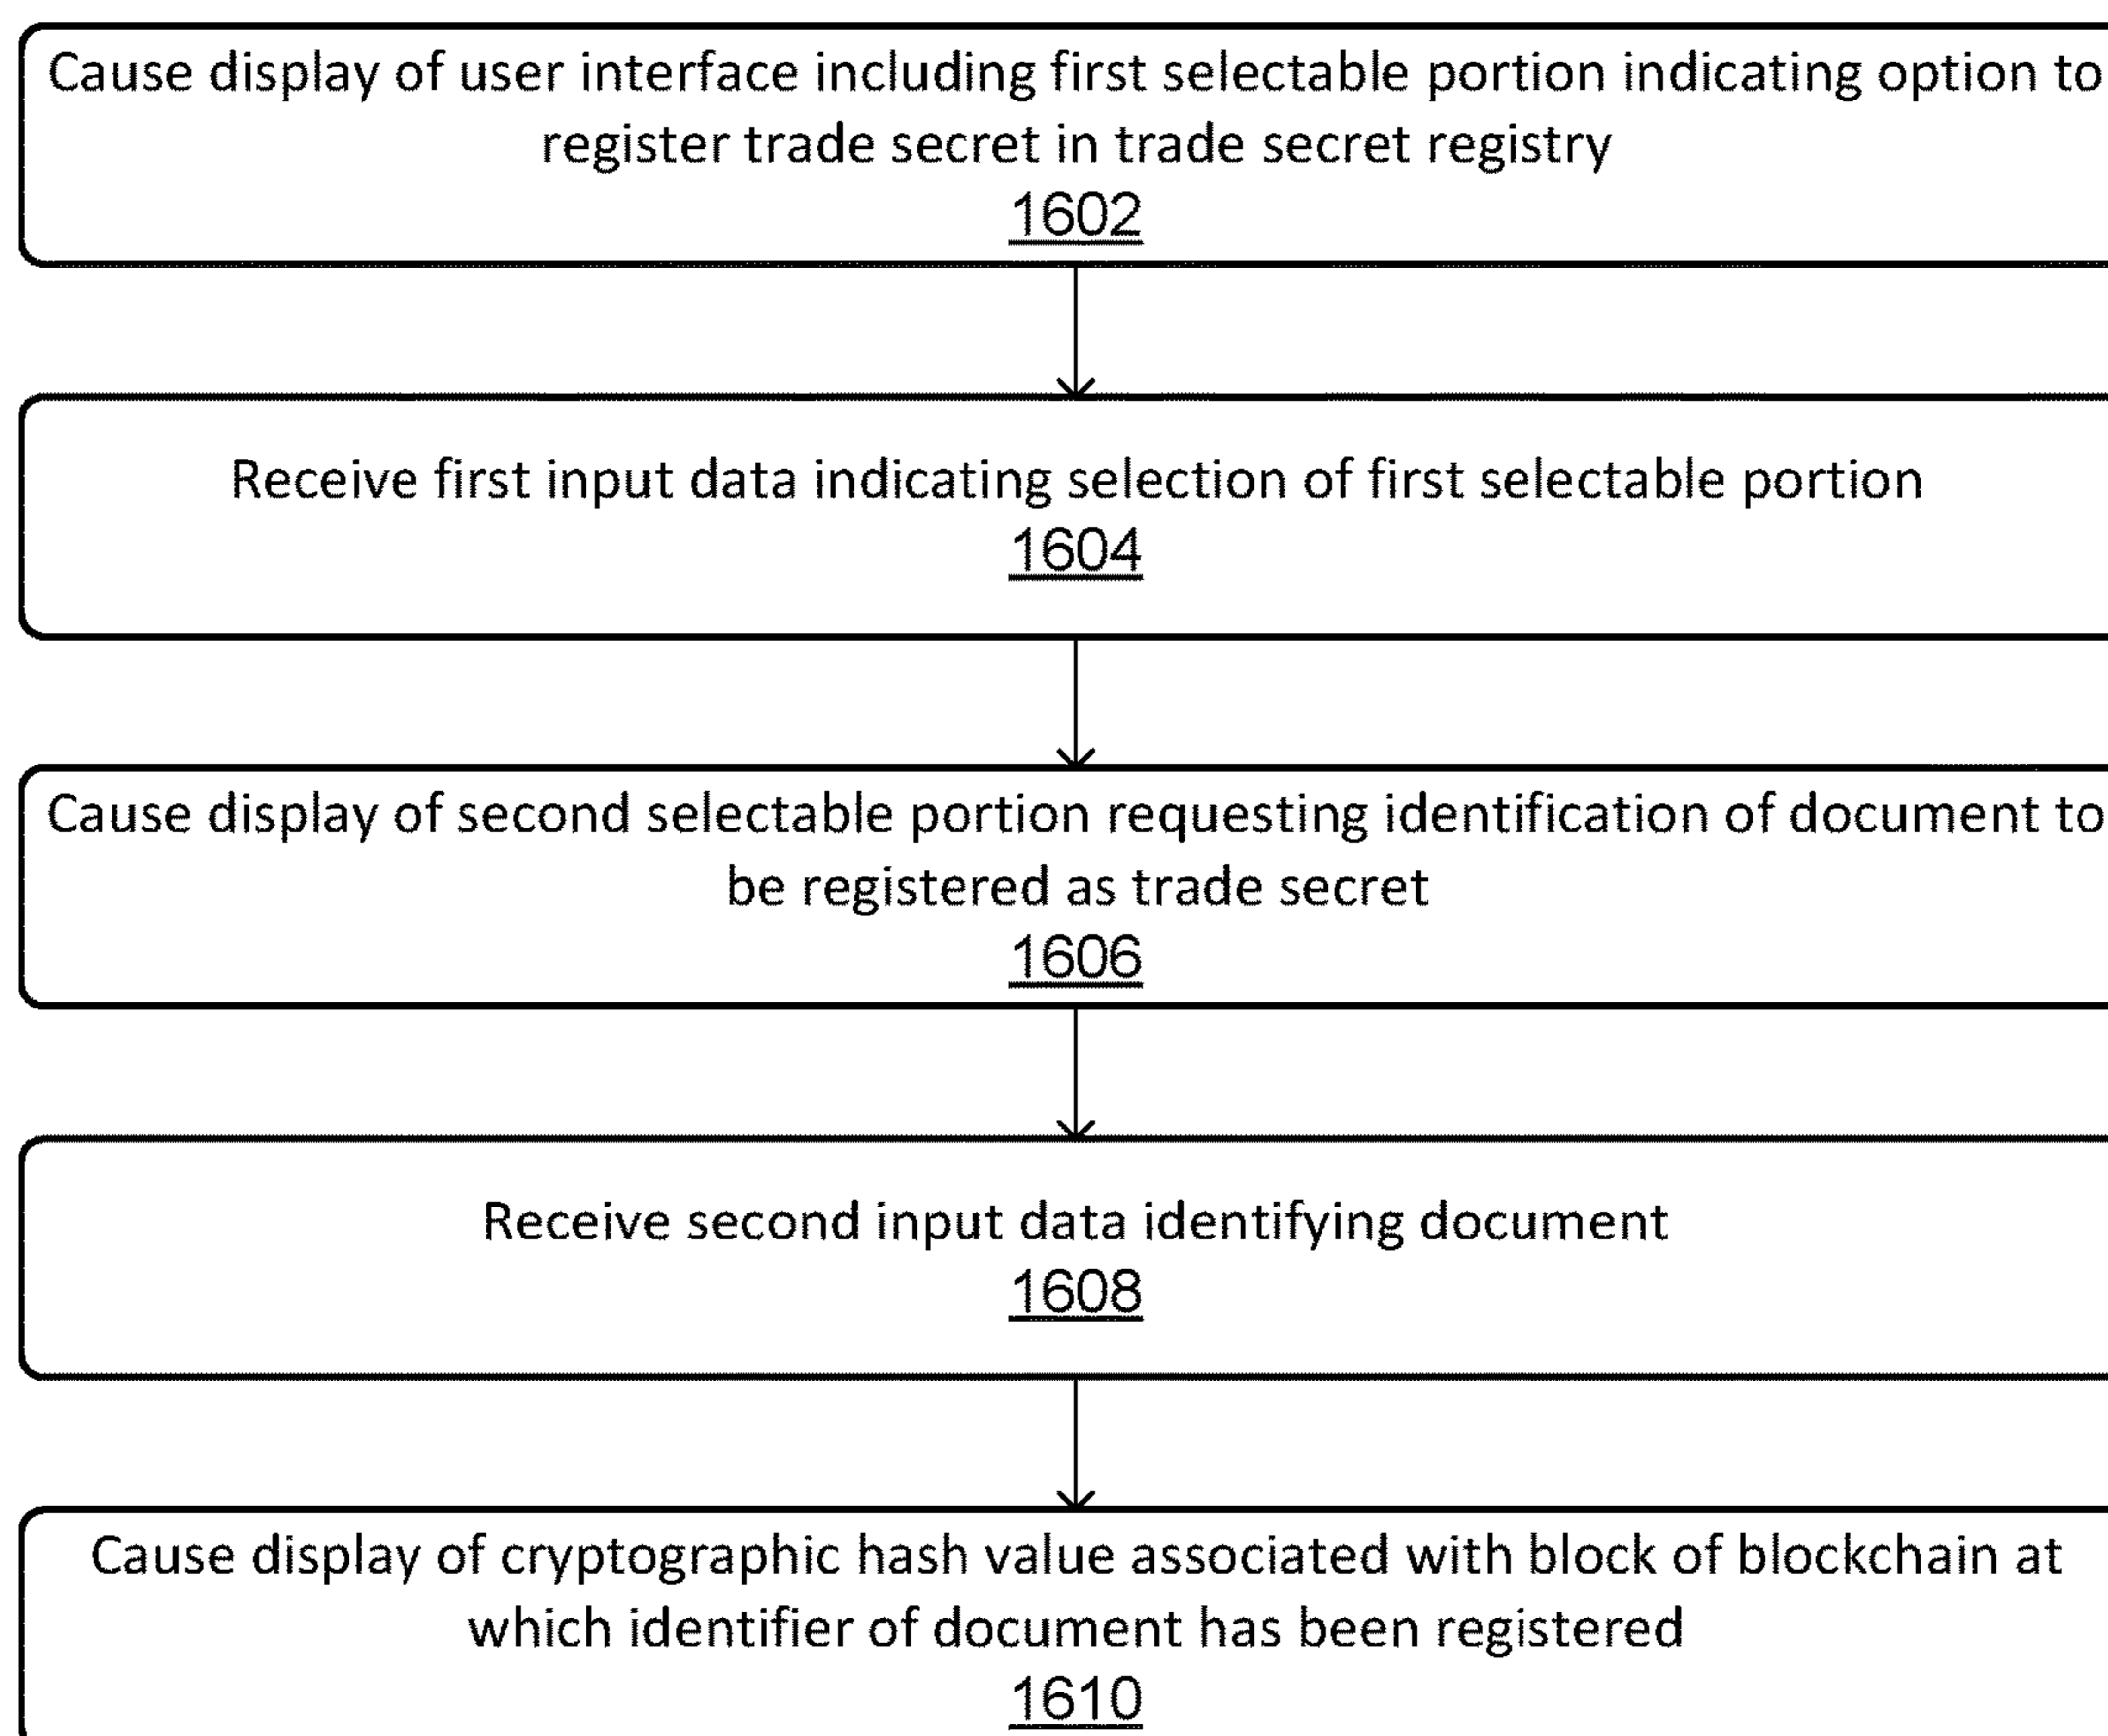 Cause display of user interface including first selectable portion indicating option to
register trade secret in trade secret registry
1602
Receive first input data indicating selection of first selectable portion
1604
Cause display of second selectable portion requesting identification of document to
be registered as trade secret
1606
Receive second input data identifying document
1608
Cause display of cryptographic hash value associated with block of blockchain at
which identifier of document has been registered
1610